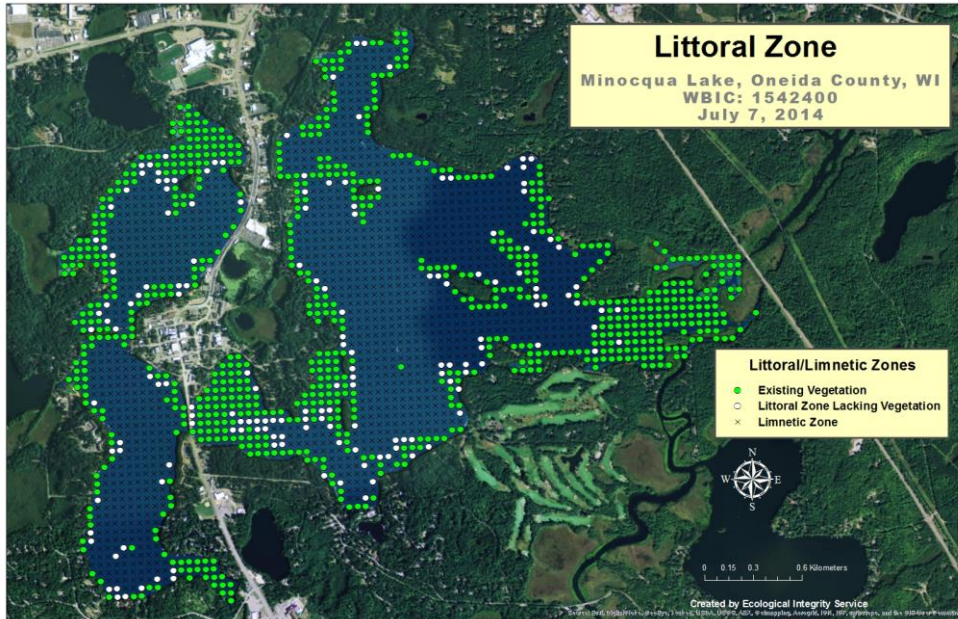 Littoral Zone
Minocqua Lake, Oneida County, WI
WBIC: 1542400
July 7, 2014
Littoral/Limnetic Zones
Existing Vegetation
Littoral Zone Lacking Vegetation
Limnetic Zone
N
W E
S
0 0.15 0.3 0.6 Kilometers
Created by Ecological Integrity Service